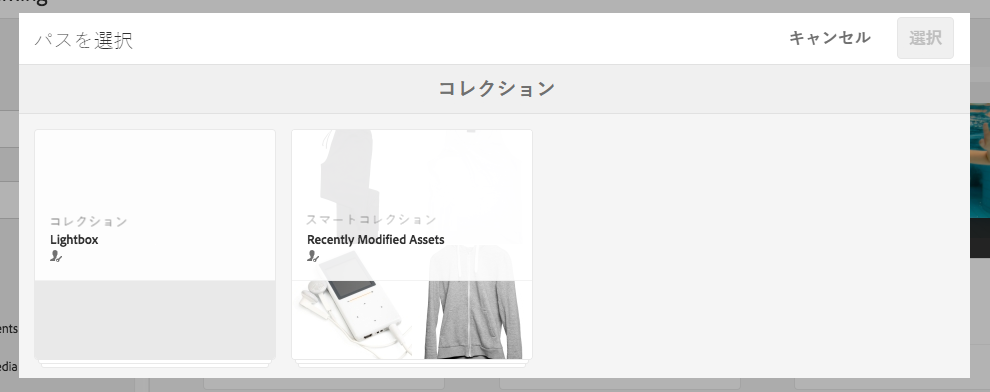 パスを選択
キャンセル
選択
コレクション
コレクション
Lightbox
スマートコレクション
Recently Modified Assets